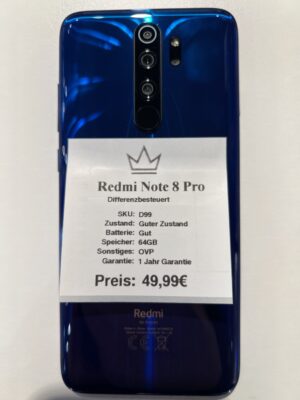 Redmi Note 8 Pro
Differenzbesteuert
SKU: D99
Zustand: Guter Zustand
Batterie: Gut
Speicher: 64GB
Sonstiges: OVP
Garantie: 1 Jahr Garantie
Preis: 49,99€
Redmi